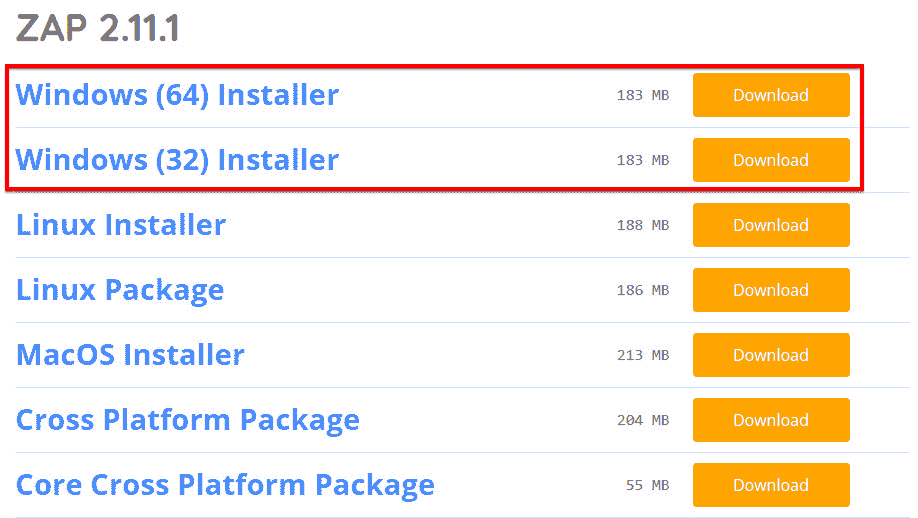 ZAP 2.11.1
Windows (64) Installer 183 MB Download
Windows (32) Installer 183 MB Download
Linux Installer 188 MB Download
Linux Package 186 MB Download
MacOS Installer 213 MB Download
Cross Platform Package 204 MB Download
Core Cross Platform Package 55 MB Download